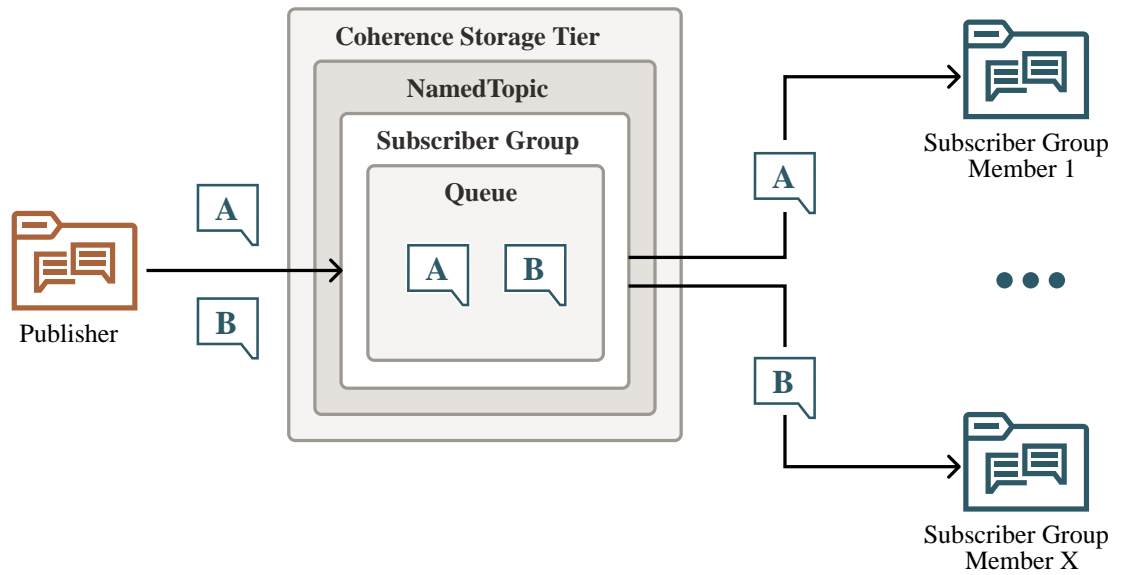 Coherence Storage Tier
NamedTopic
Subscriber Group
Queue
A
B
Publisher
A
B
A
B
Subscriber Group
Member 1
Subscriber Group
Member X